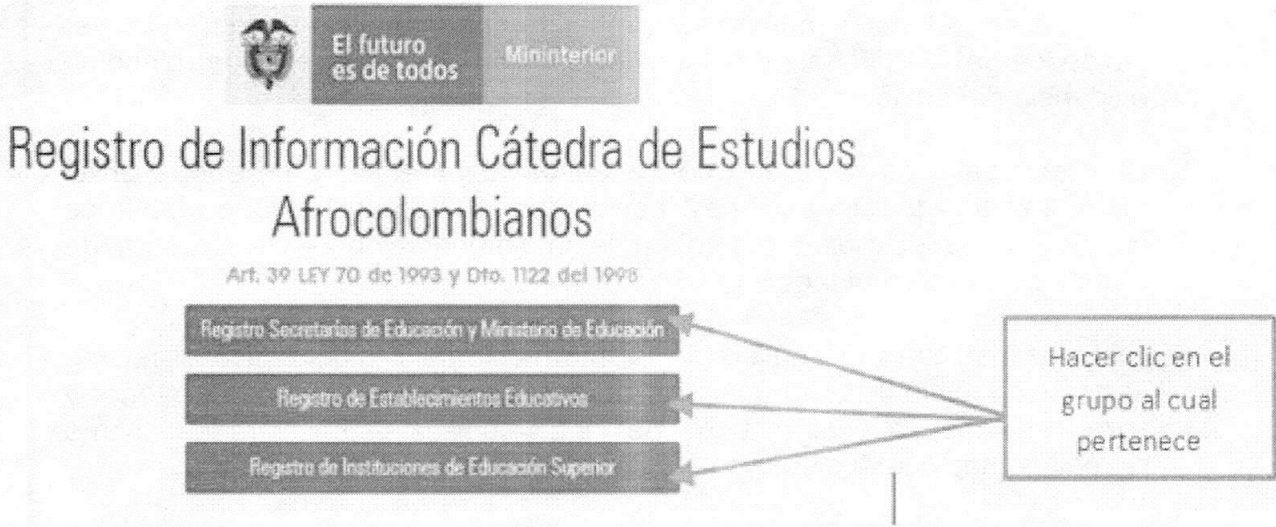 El futuro
es de todos
Mininterior
Registro de Información Cátedra de Estudios
Afrocolombianos
Art. 39 LEY 70 de 1993 y Dto. 1122 del 1998
Registro Secretarias de Educación y Ministerio de Educación
Registro de Establecimientos Educativos
Registro de Instituciones de Educación Superior
Hacer clic en el
grupo al cual
pertenece